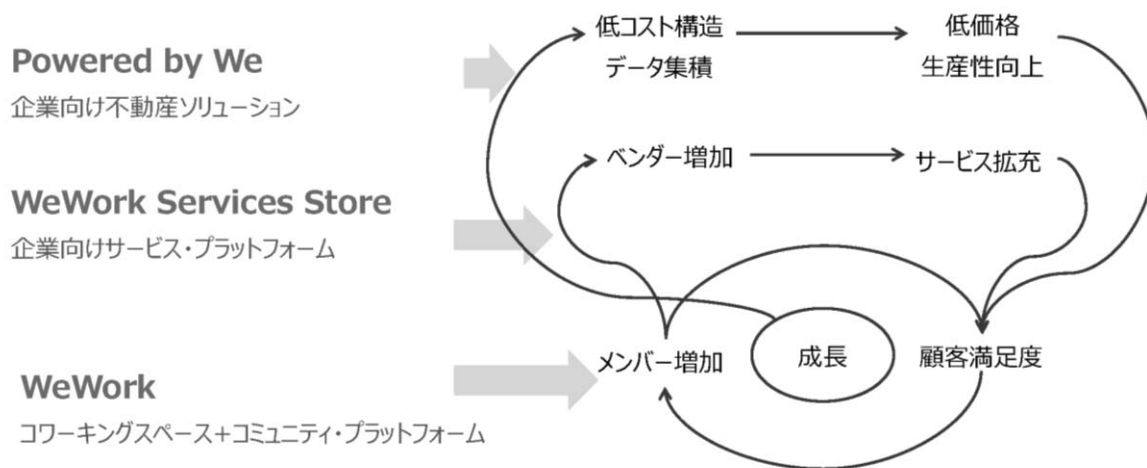 Powered by We
企業向け不動産ソリューション
WeWork Services Store
企業向けサービス・プラットフォーム
WeWork
コワーキングスペース+コミュニティ・プラットフォーム
低コスト構造
データ集積
低価格
生産性向上
ベンダー増加
サービス拡充
メンバー増加
成長
顧客満足度